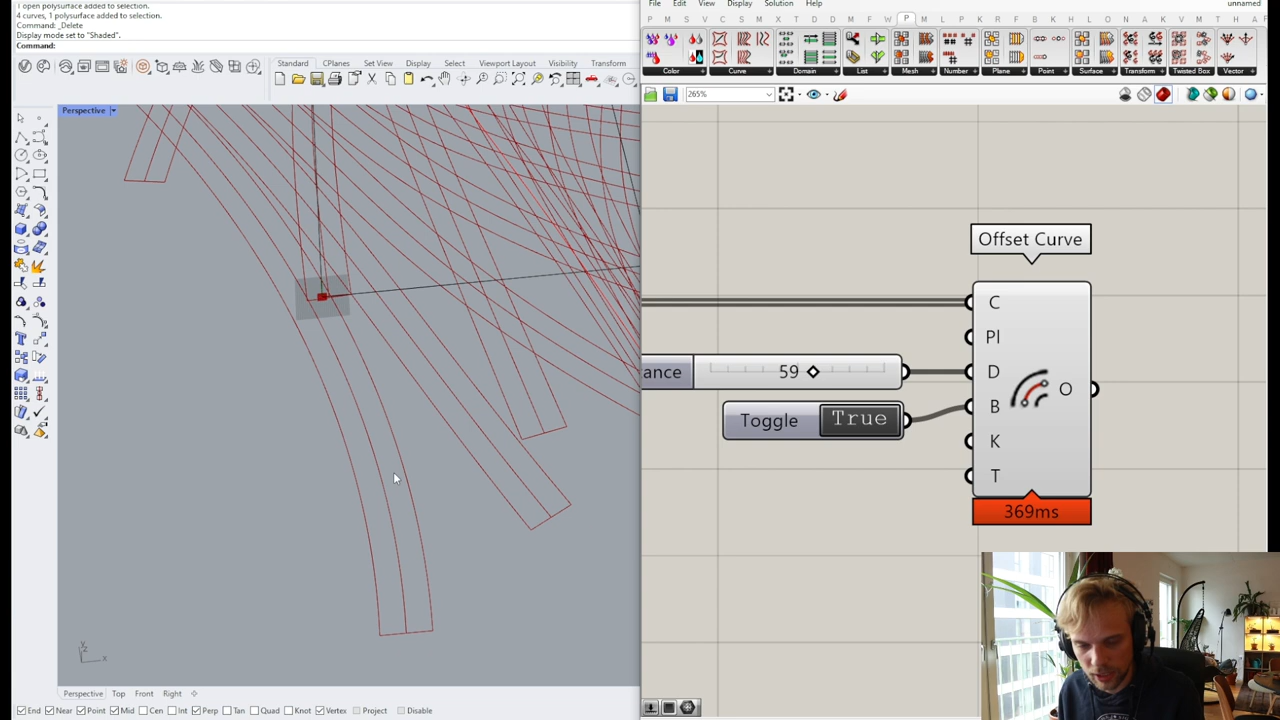 1 open polysurface added to selection.
4 curves, 1 polysurface added to selection.
Command: _Delete
Display mode set to "Shaded".
Command:
Standard CPlanes Set View Display Select Viewport Layout Visibility Transform
Perspective
Perspective Top Front Right
End Near Point Mid Cen Int Perp Tan Quad Knot Vertex Project Disable
File Edit View Display Solution Help unnamed
Color Curve Domain List Mesh Number Plane Point Surface Transform Twisted Box Vector
265%
Offset Curve
C
Pl
ance 59 D
Toggle True B
O
K
T
369ms